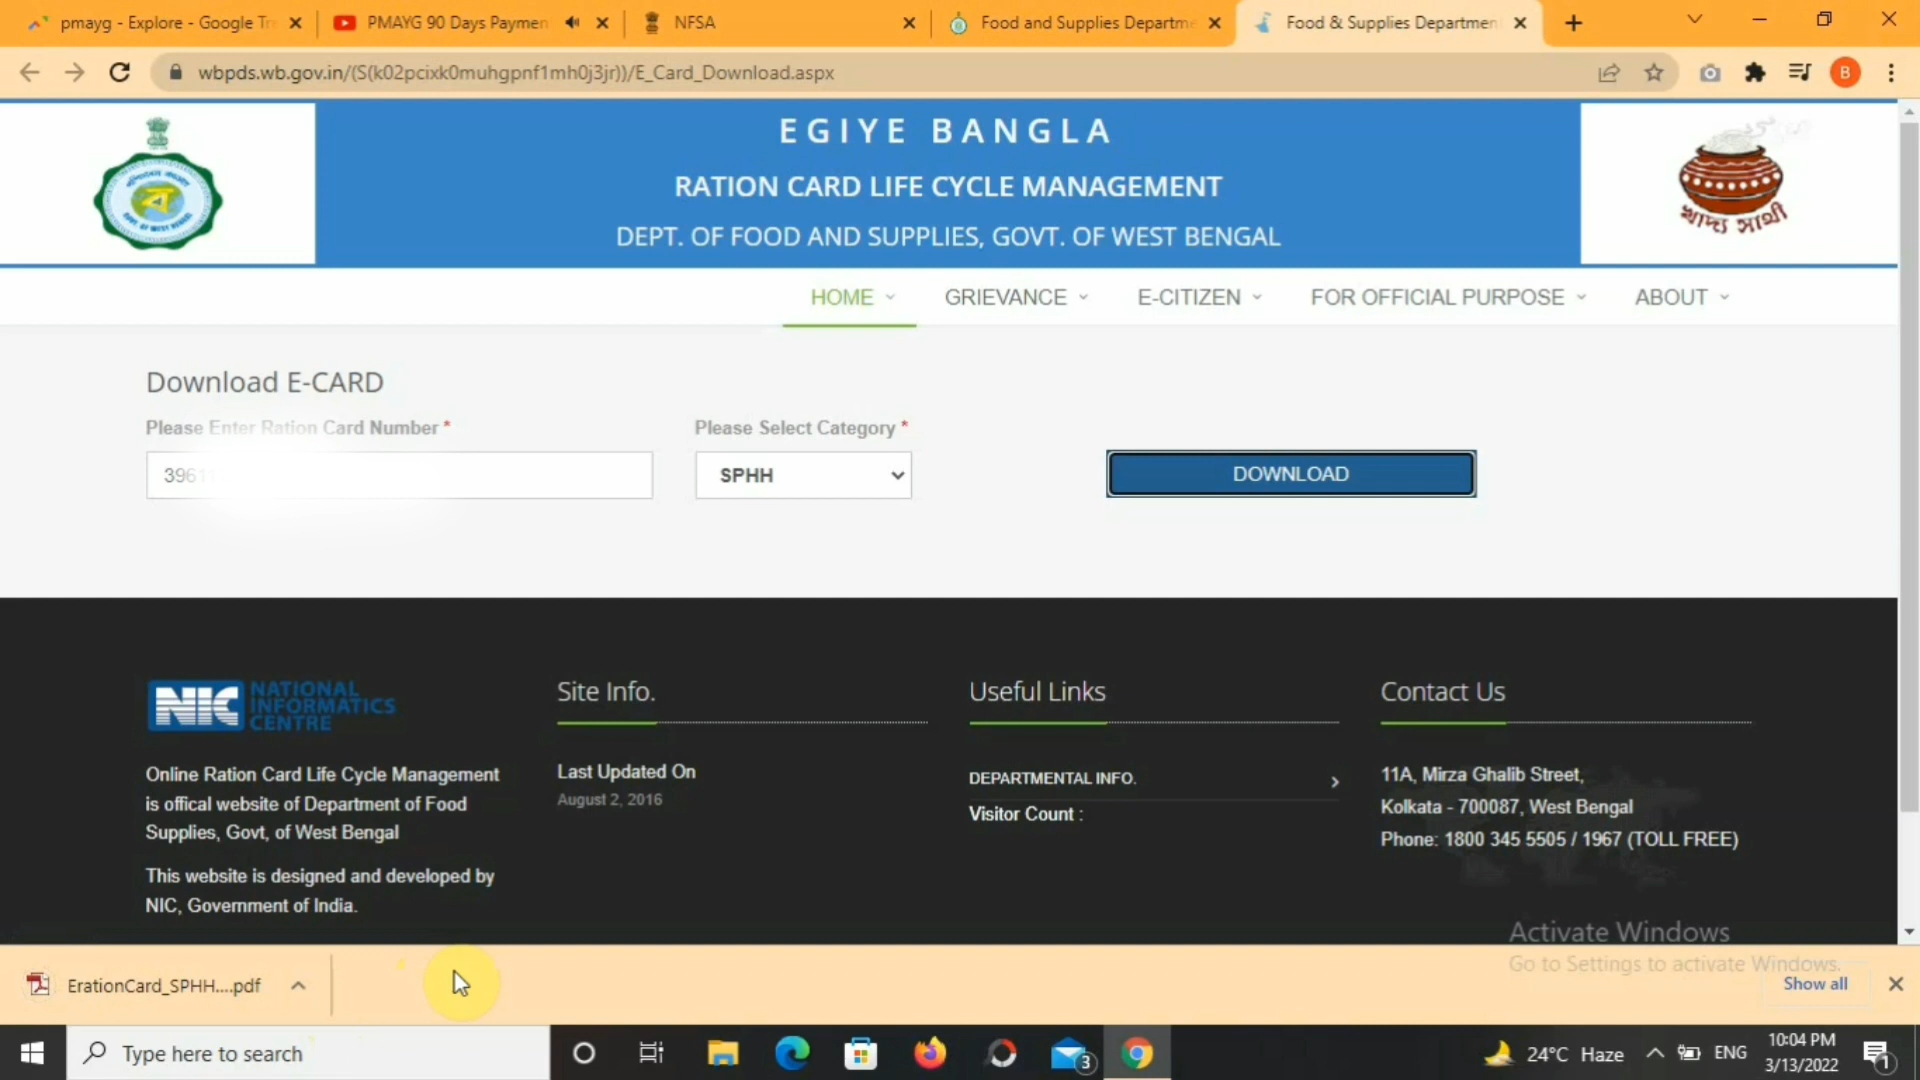 pmayg - Explore - Google Tre
PMAYG 90 Days Paymen
NFSA
Food and Supplies Departme
Food & Supplies Department
wbpds.wb.gov.in/(S(k02pcixk0muhgpnf1mh0j3jr))/E_Card_Download.aspx
B
EGIYE BANGLA
RATION CARD LIFE CYCLE MANAGEMENT
DEPT. OF FOOD AND SUPPLIES, GOVT. OF WEST BENGAL
খাদ্য সাথী
HOME
GRIEVANCE
E-CITIZEN
FOR OFFICIAL PURPOSE
ABOUT
Download E-CARD
Please Enter Ration Card Number *
Please Select Category *
3961
SPHH
DOWNLOAD
NIC NATIONAL
INFORMATICS
CENTRE
Online Ration Card Life Cycle Management
is offical website of Department of Food
Supplies, Govt, of West Bengal
This website is designed and developed by
NIC, Government of India.
Site Info.
Last Updated On
August 2, 2016
Useful Links
DEPARTMENTAL INFO.
Visitor Count :
Contact Us
11A, Mirza Ghalib Street,
Kolkata - 700087, West Bengal
Phone: 1800 345 5505 / 1967 (TOLL FREE)
Activate Windows
Go to Settings to activate Windows.
ErationCard_SPHH....pdf
Show all
Type here to search
3
24°C Haze
ENG
10:04 PM
3/13/2022
1